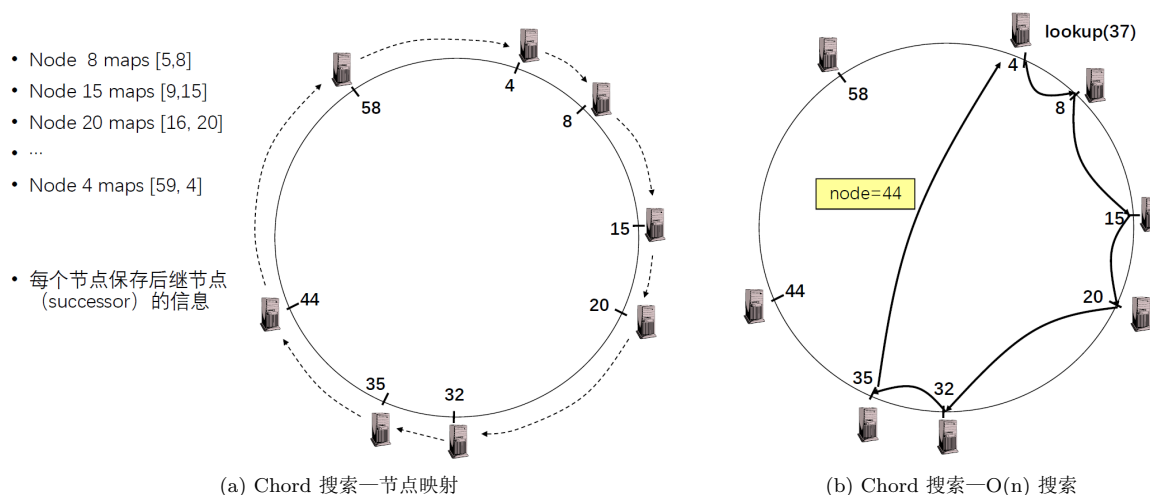 • Node 8 maps [5,8]
• Node 15 maps [9,15]
• Node 20 maps [16, 20]
• …
• Node 4 maps [59, 4]
• 每个节点保存后继节点
（successor）的信息
4
8
15
20
32
35
44
58
(a) Chord 搜索—节点映射
lookup(37)
4
8
15
20
32
35
44
58
node=44
(b) Chord 搜索—O(n) 搜索